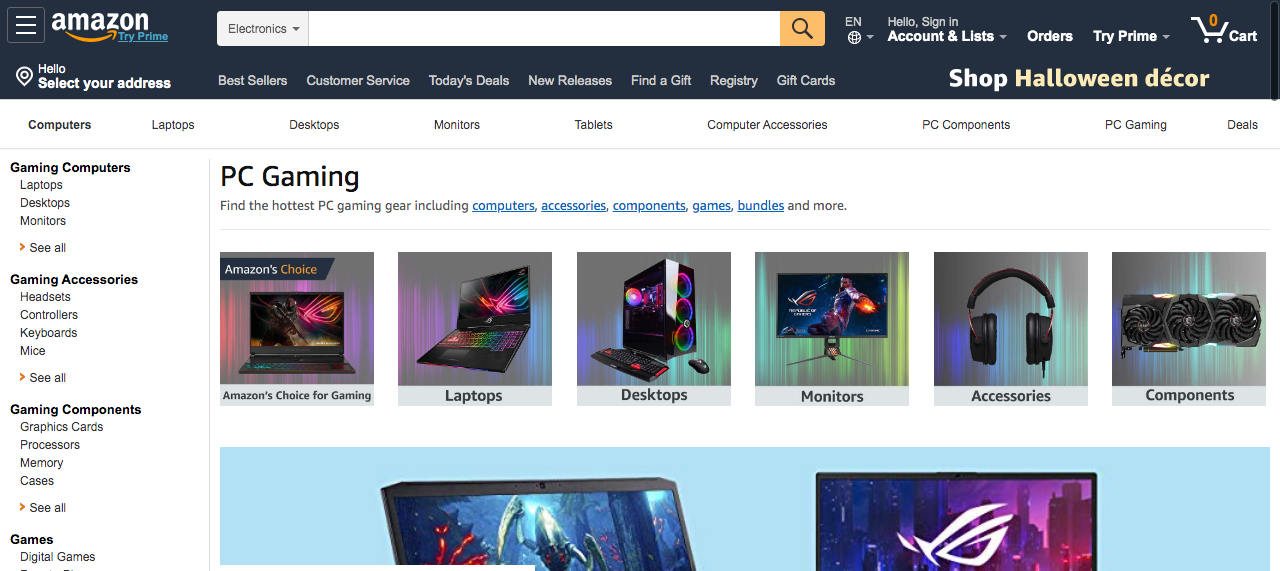 amazon
Try Prime
Electronics
EN
Hello, Sign in
Account & Lists
Orders
Try Prime
0
Cart
Hello
Select your address
Best Sellers
Customer Service
Today's Deals
New Releases
Find a Gift
Registry
Gift Cards
Shop Halloween décor
Computers
Laptops
Desktops
Monitors
Tablets
Computer Accessories
PC Components
PC Gaming
Deals
Gaming Computers
Laptops
Desktops
Monitors
See all
Gaming Accessories
Headsets
Controllers
Keyboards
Mice
See all
Gaming Components
Graphics Cards
Processors
Memory
Cases
See all
Games
Digital Games
PC Gaming
Find the hottest PC gaming gear including computers, accessories, components, games, bundles and more.
Amazon's Choice
Amazon's Choice for Gaming
Laptops
Desktops
REPUBLIC OF
GAMERS
Monitors
Accessories
Components